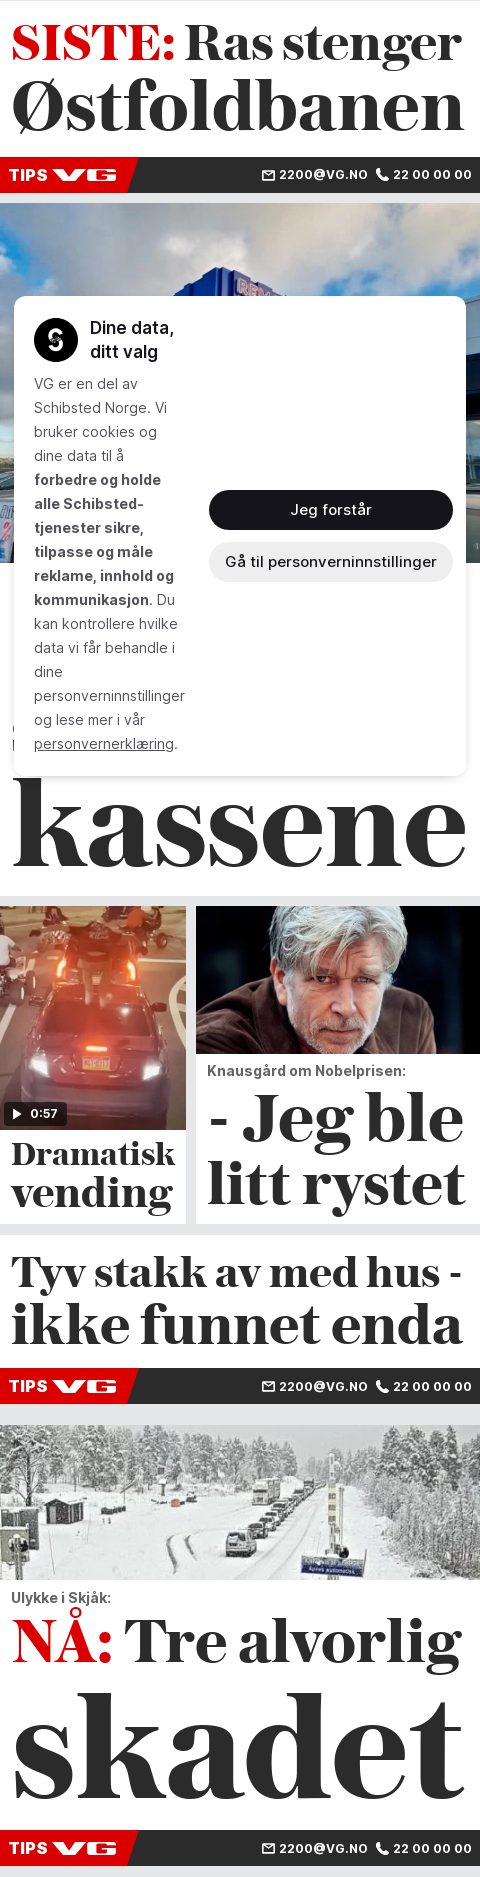 SISTE: Ras stenger
Østfoldbanen
TIPS VG 2200@VG.NO 22 00 00 00
Dine data,
ditt valg
VG er en del av
Schibsted Norge. Vi
bruker cookies og
dine data til å
forbedre og holde
alle Schibsted-
tjenester sikre,
tilpasse og måle
reklame, innhold og
kommunikasjon. Du
kan kontrollere hvilke
data vi får behandle i
dine
personverninnstillinger
og lese mer i vår
personvernerklæring.
Jeg forstår
Gå til personverninnstillinger
kassene
0:57
Dramatisk
vending
Knausgård om Nobelprisen:
- Jeg ble
litt rystet
Tyv stakk av med hus -
ikke funnet enda
TIPS VG 2200@VG.NO 22 00 00 00
Ulykke i Skjåk:
NÅ: Tre alvorlig
skadet
TIPS VG 2200@VG.NO 22 00 00 00